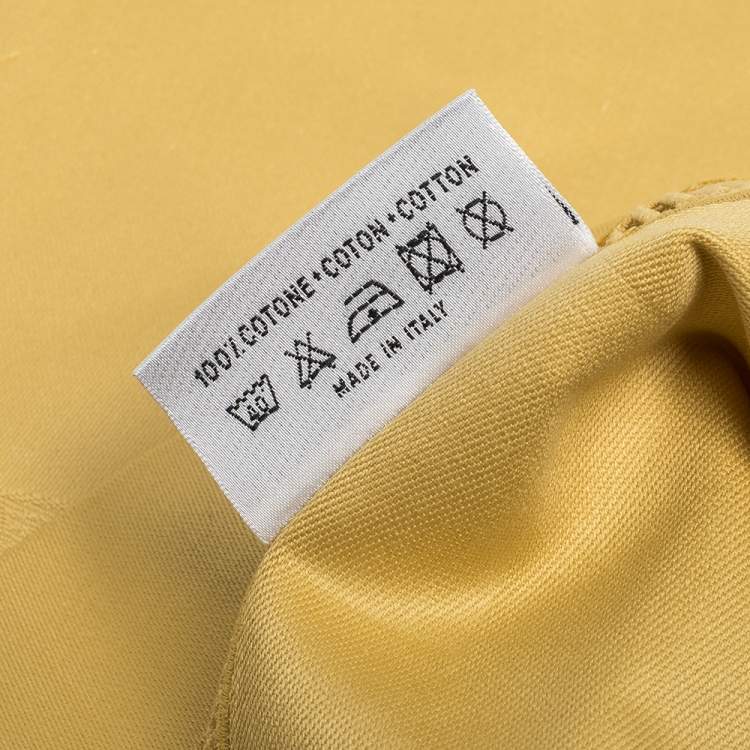 100% COTONE • COTON • COTTON
40
MADE IN ITALY